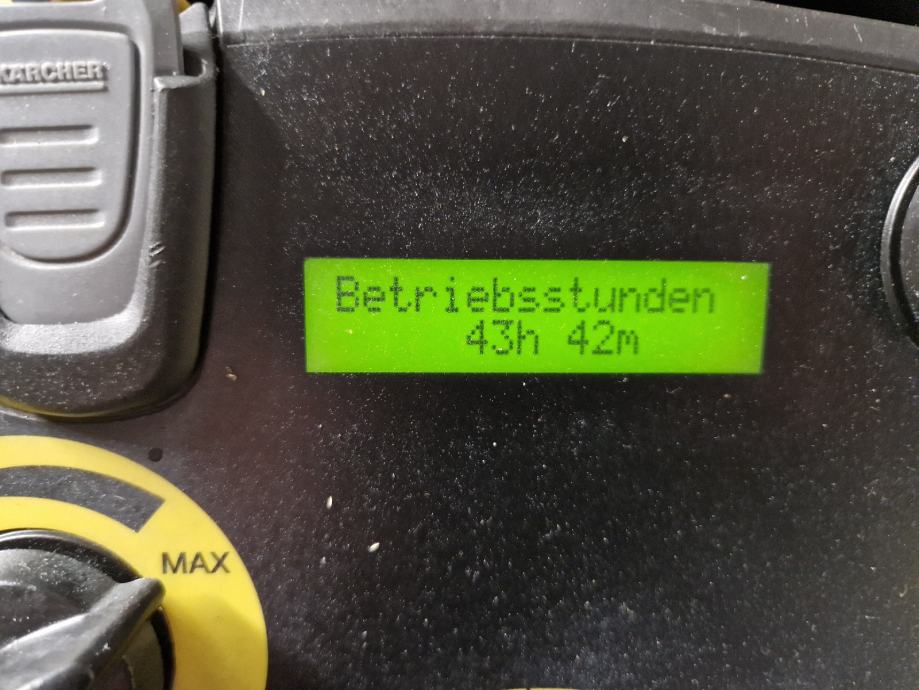 KÄRCHER
Betriebsstunden
43h 42m
MAX